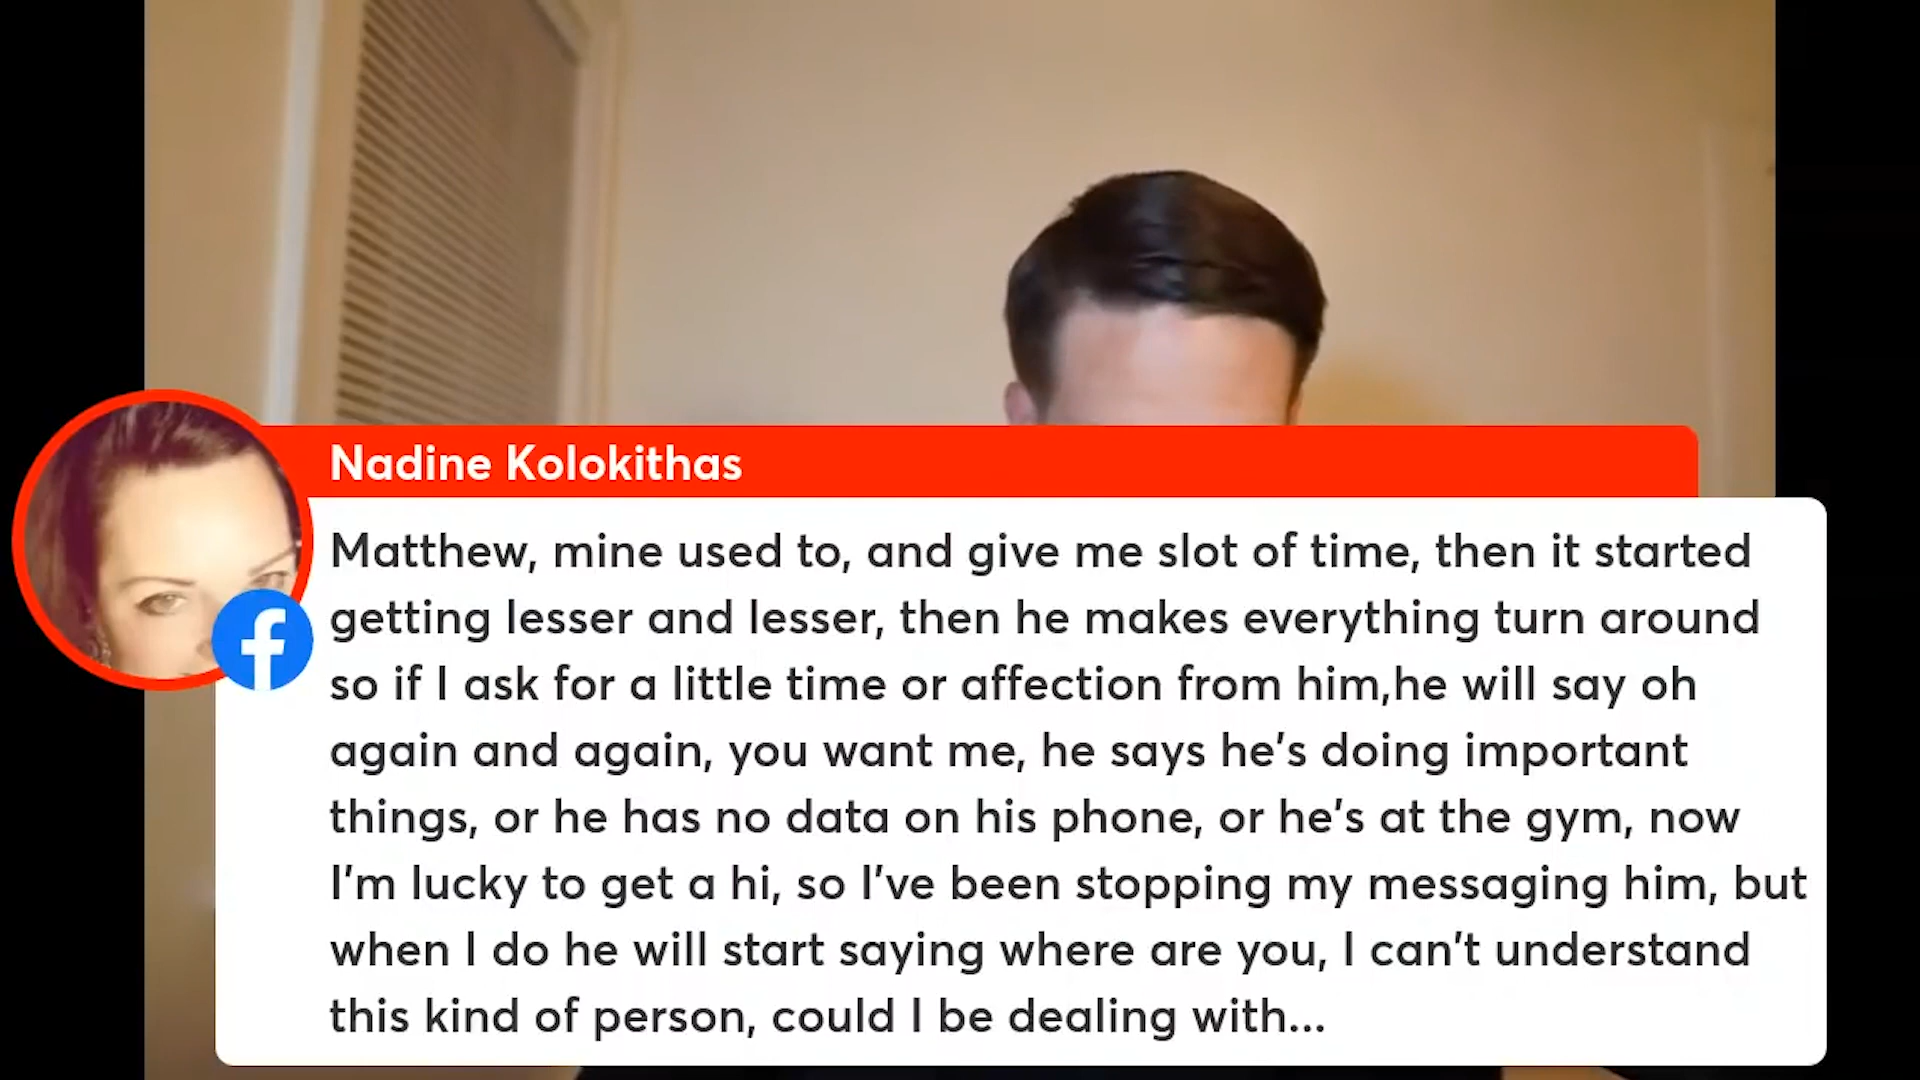 Nadine Kolokithas
Matthew, mine used to, and give me slot of time, then it started
getting lesser and lesser, then he makes everything turn around
so if I ask for a little time or affection from him,he will say oh
again and again, you want me, he says he's doing important
things, or he has no data on his phone, or he's at the gym, now
I'm lucky to get a hi, so I've been stopping my messaging him, but
when I do he will start saying where are you, I can't understand
this kind of person, could I be dealing with...